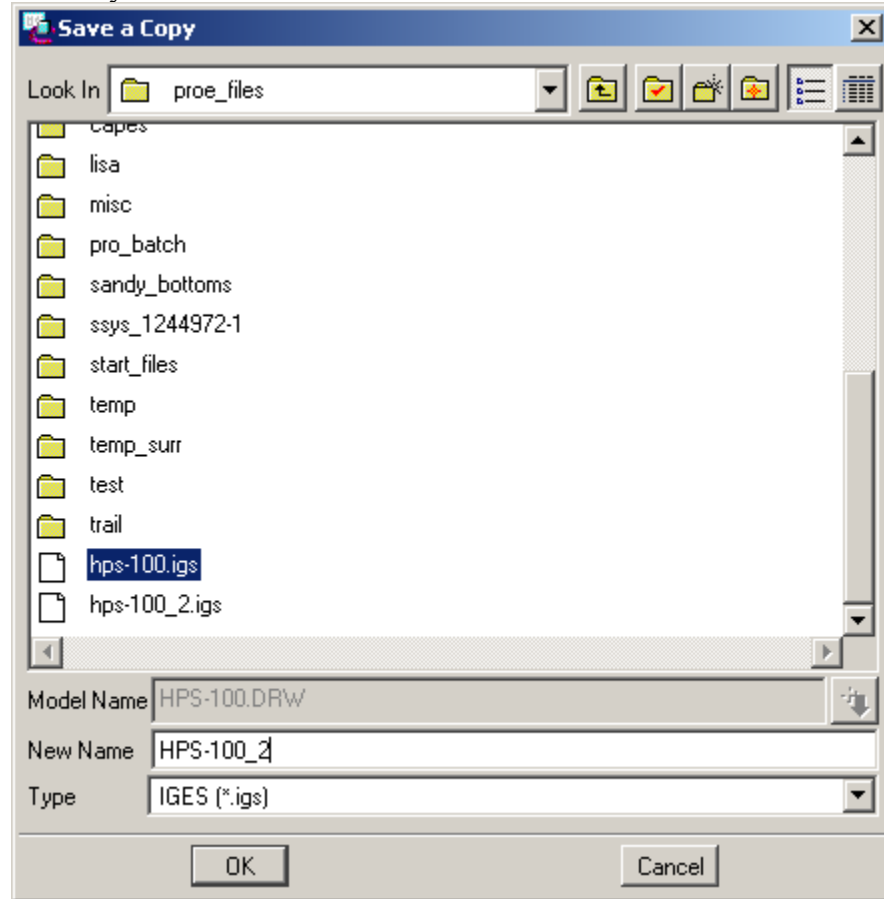 Save a Copy
Look In proe_files
capes
lisa
misc
pro_batch
sandy_bottoms
ssys_1244972-1
start_files
temp
temp_surr
test
trail
hps-100.igs
hps-100_2.igs
Model Name HPS-100.DRW
New Name HPS-100_2
Type IGES (*.igs)
OK Cancel